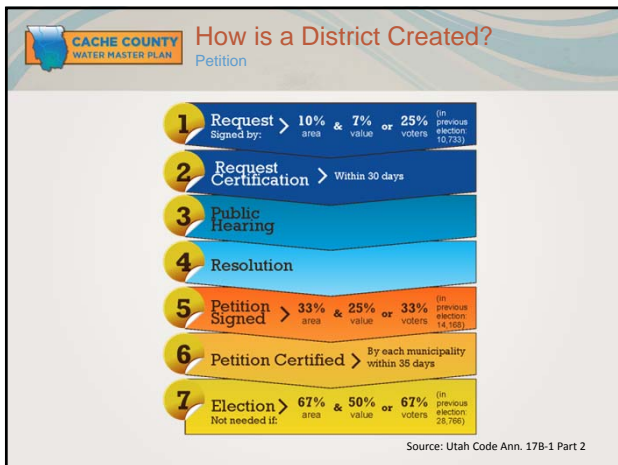 CACHE COUNTY
WATER MASTER PLAN
How is a District Created?
Petition
1 Request Signed by: > 10% area & 7% value or 25% voters (in previous election: 10,733)
2 Request Certification > Within 30 days
3 Public Hearing
4 Resolution
5 Petition Signed > 33% area & 25% value or 33% voters (in previous election: 14,168)
6 Petition Certified > By each municipality within 35 days
7 Election > Not needed if: 67% area & 50% value or 67% voters (in previous election: 28,766)
Source: Utah Code Ann. 17B-1 Part 2